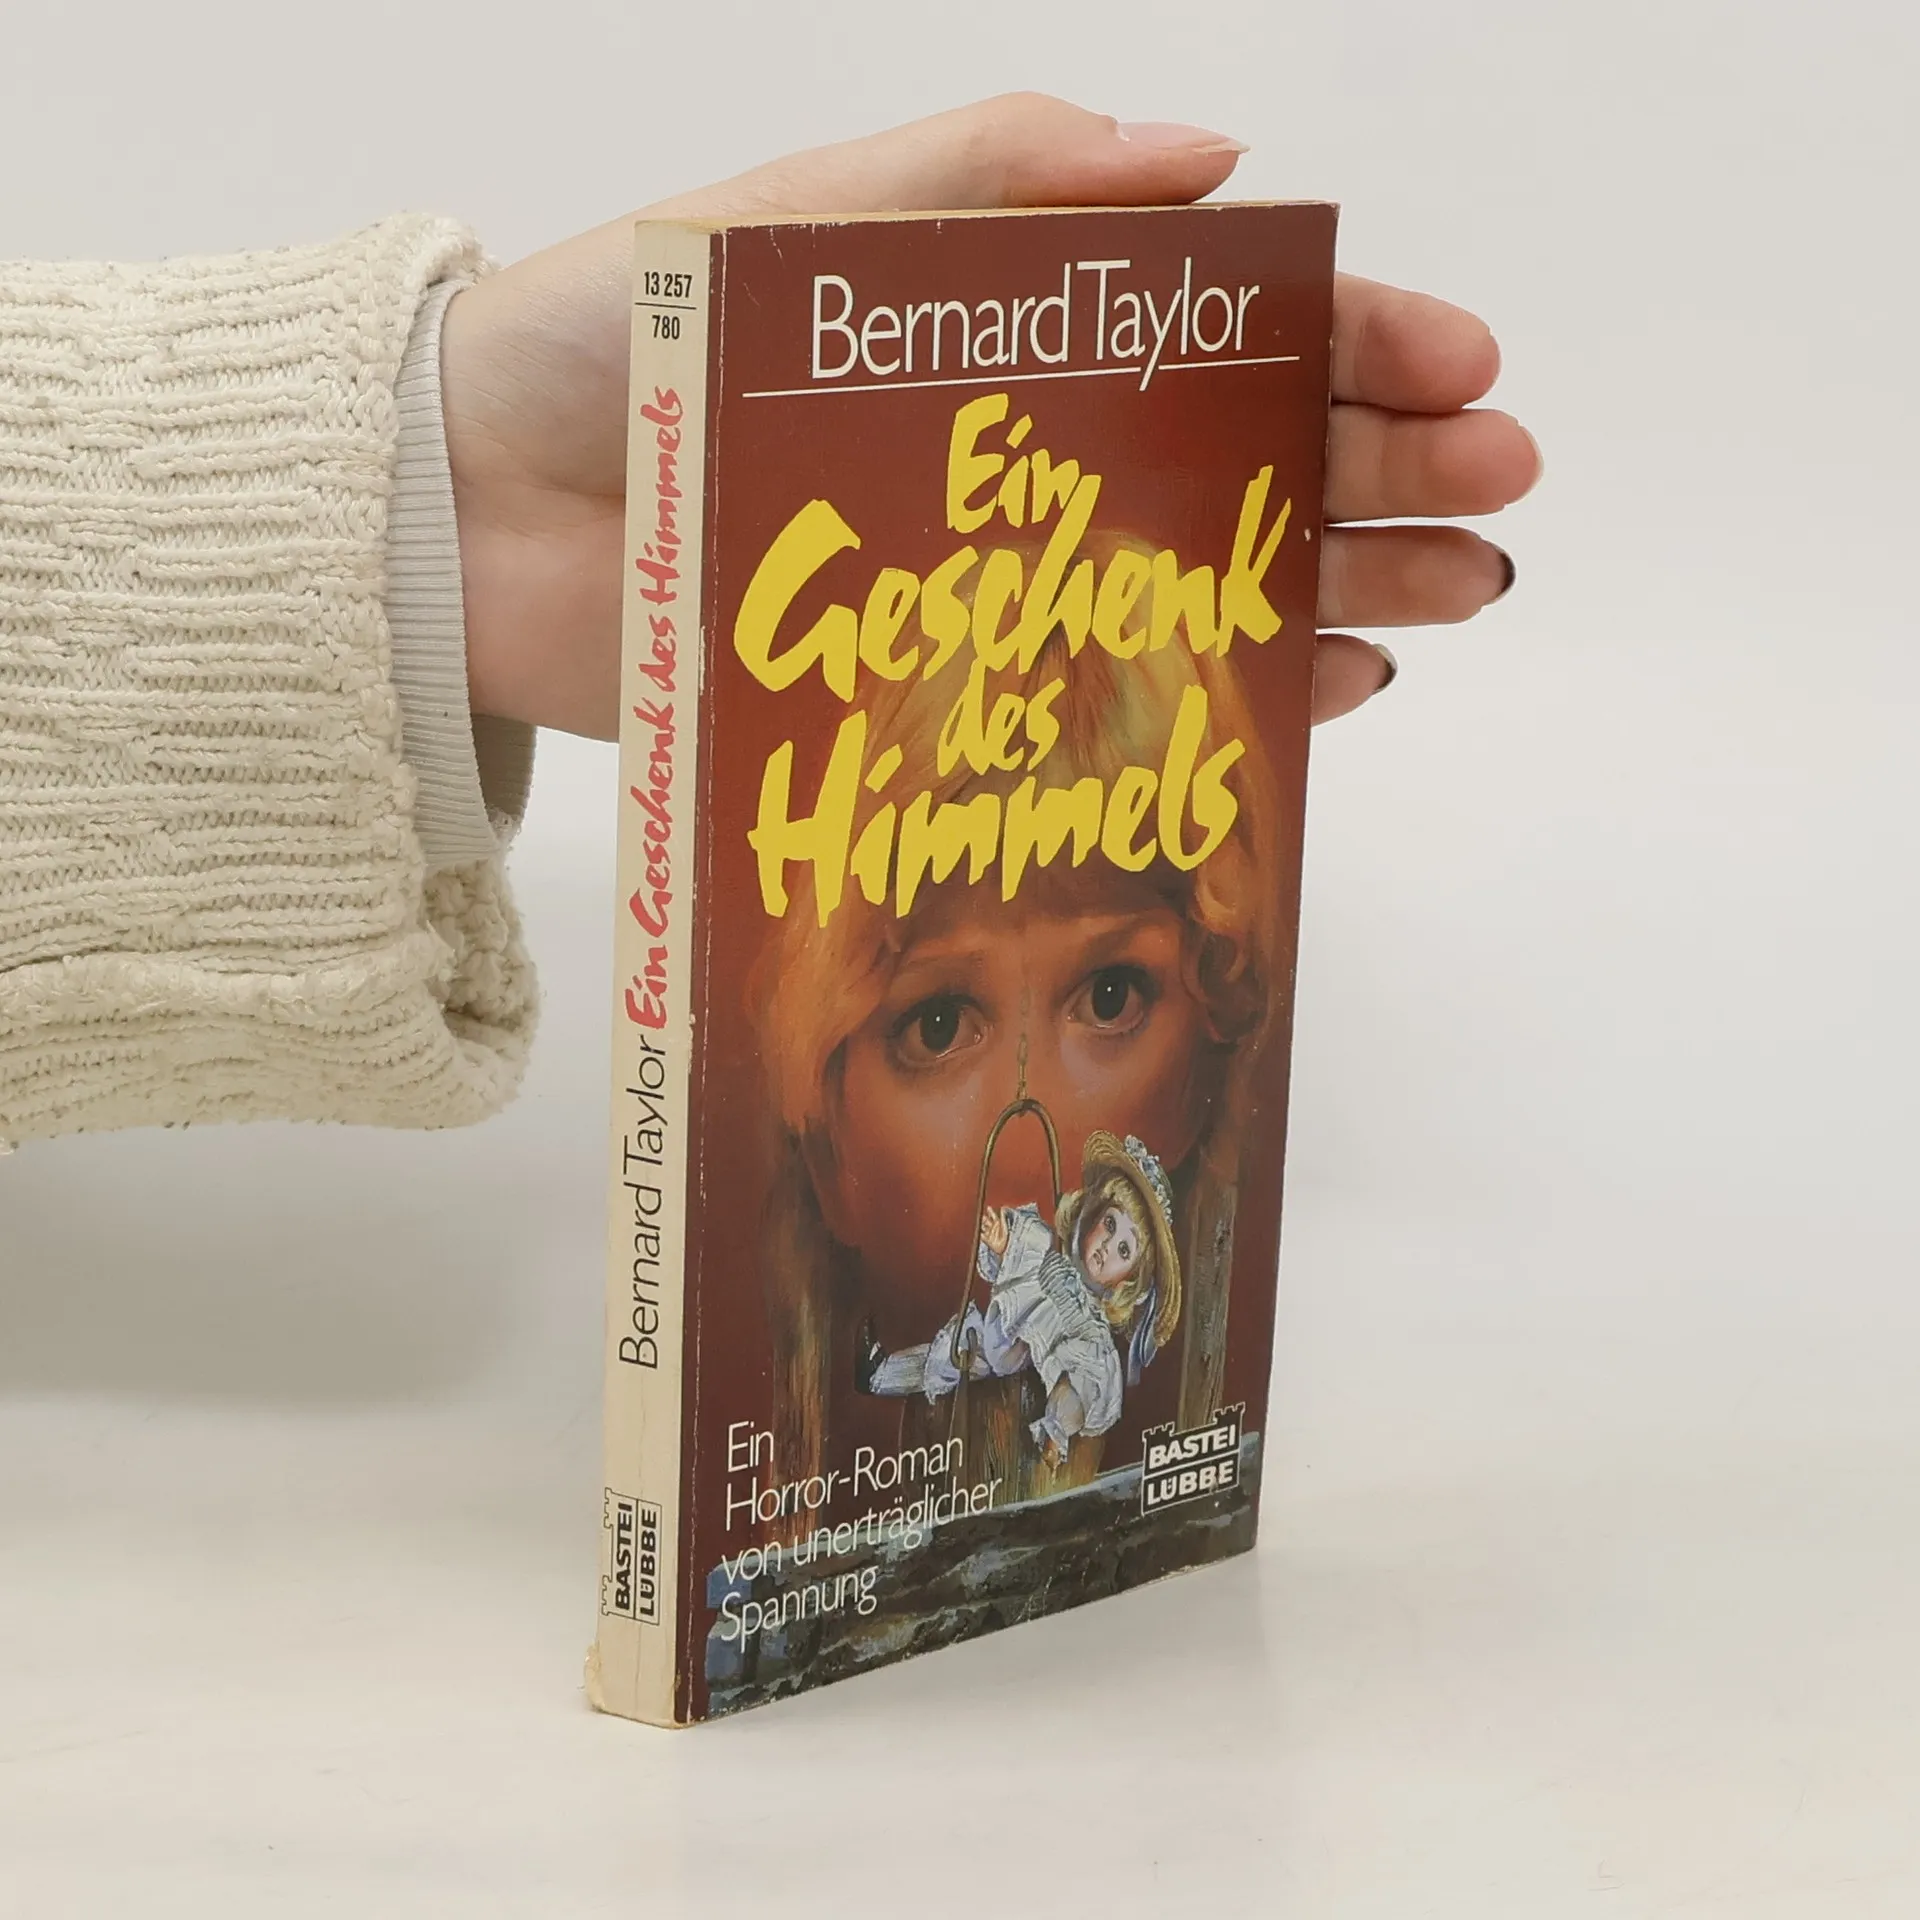 13 257
780
Bernard Taylor Ein Geschenk des Himmels
BASTEI
LÜBBE
Bernard Taylor
Ein
Geschenk
des
Himmels
Ein
Horror-Roman
von unerträglicher
Spannung
BASTEI
LÜBBE